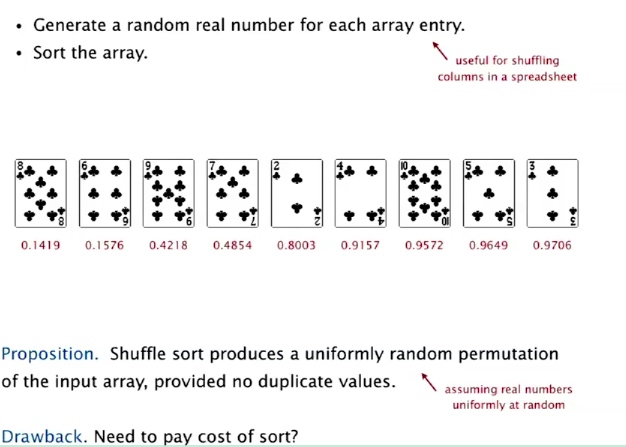 • Generate a random real number for each array entry.
• Sort the array.
useful for shuffling
columns in a spreadsheet
8 6 9 7 2 4 10 5 3
8 6 9 7 2 4 10 5 3
0.1419 0.1576 0.4218 0.4854 0.8003 0.9157 0.9572 0.9649 0.9706
Proposition. Shuffle sort produces a uniformly random permutation
of the input array, provided no duplicate values.
assuming real numbers
uniformly at random
Drawback. Need to pay cost of sort?